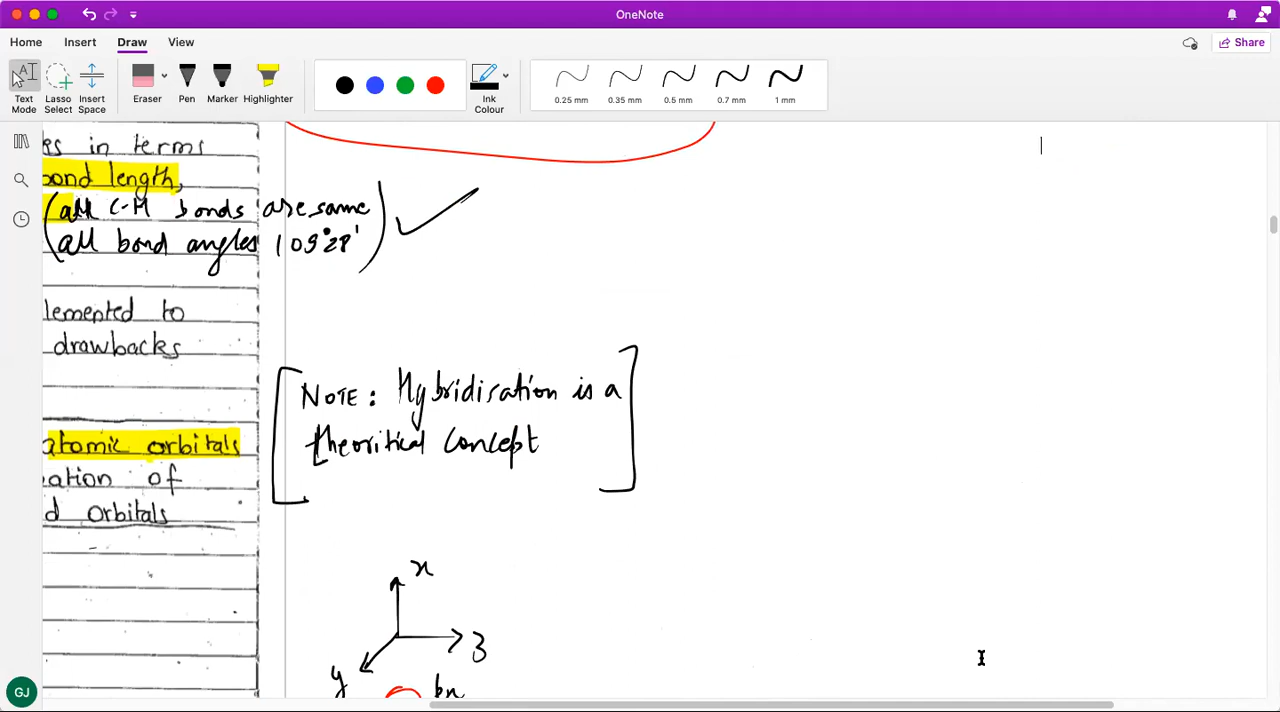 OneNote
Home Insert Draw View
Share
Text Mode
Lasso Select
Insert Space
Eraser
Pen
Marker
Highlighter
Ink Colour
0.25 mm 0.35 mm 0.5 mm 0.7 mm 1 mm
es in terms
bond length,
(all C-H bonds are same
(all bond angles 109°28')
lemented to
drawbacks
[NOTE: Hybridisation is a
theoritical concept]
atomic orbitals
ation of
d orbitals
x
z
y
GJ